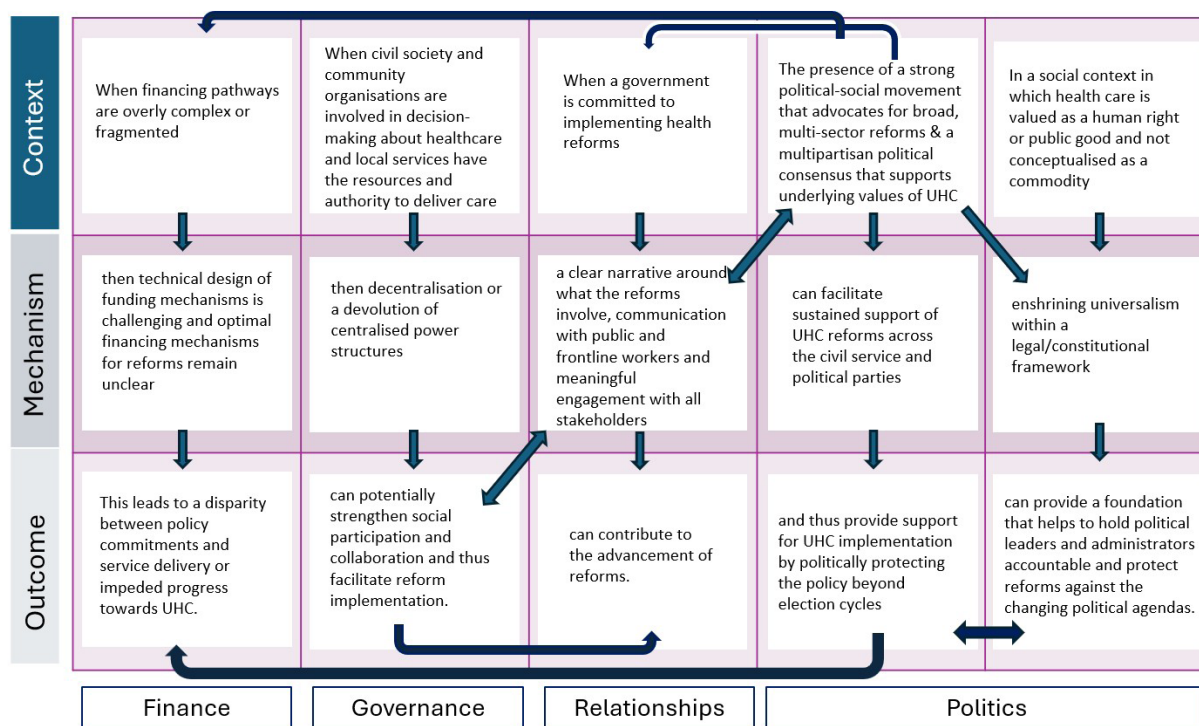 Context
When financing pathways
are overly complex or
fragmented
When civil society and
community
organisations are
involved in decision-
making about healthcare
and local services have
the resources and
authority to deliver care
When a government
is committed to
implementing health
reforms
The presence of a strong
political-social movement
that advocates for broad,
multi-sector reforms & a
multipartisan political
consensus that supports
underlying values of UHC
In a social context in
which health care is
valued as a human right
or public good and not
conceptualised as a
commodity
Mechanism
then technical design of
funding mechanisms is
challenging and optimal
financing mechanisms
for reforms remain
unclear
then decentralisation or
a devolution of
centralised power
structures
a clear narrative around
what the reforms
involve, communication
with public and
frontline workers and
meaningful
engagement with all
stakeholders
can facilitate
sustained support of
UHC reforms across
the civil service and
political parties
enshrining universalism
within a
legal/constitutional
framework
Outcome
This leads to a disparity
between policy
commitments and
service delivery or
impeded progress
towards UHC.
can potentially
strengthen social
participation and
collaboration and thus
facilitate reform
implementation.
can contribute to
the advancement of
reforms.
and thus provide support
for UHC implementation
by politically protecting
the policy beyond
election cycles
can provide a foundation
that helps to hold political
leaders and administrators
accountable and protect
reforms against the
changing political agendas.
Finance
Governance
Relationships
Politics